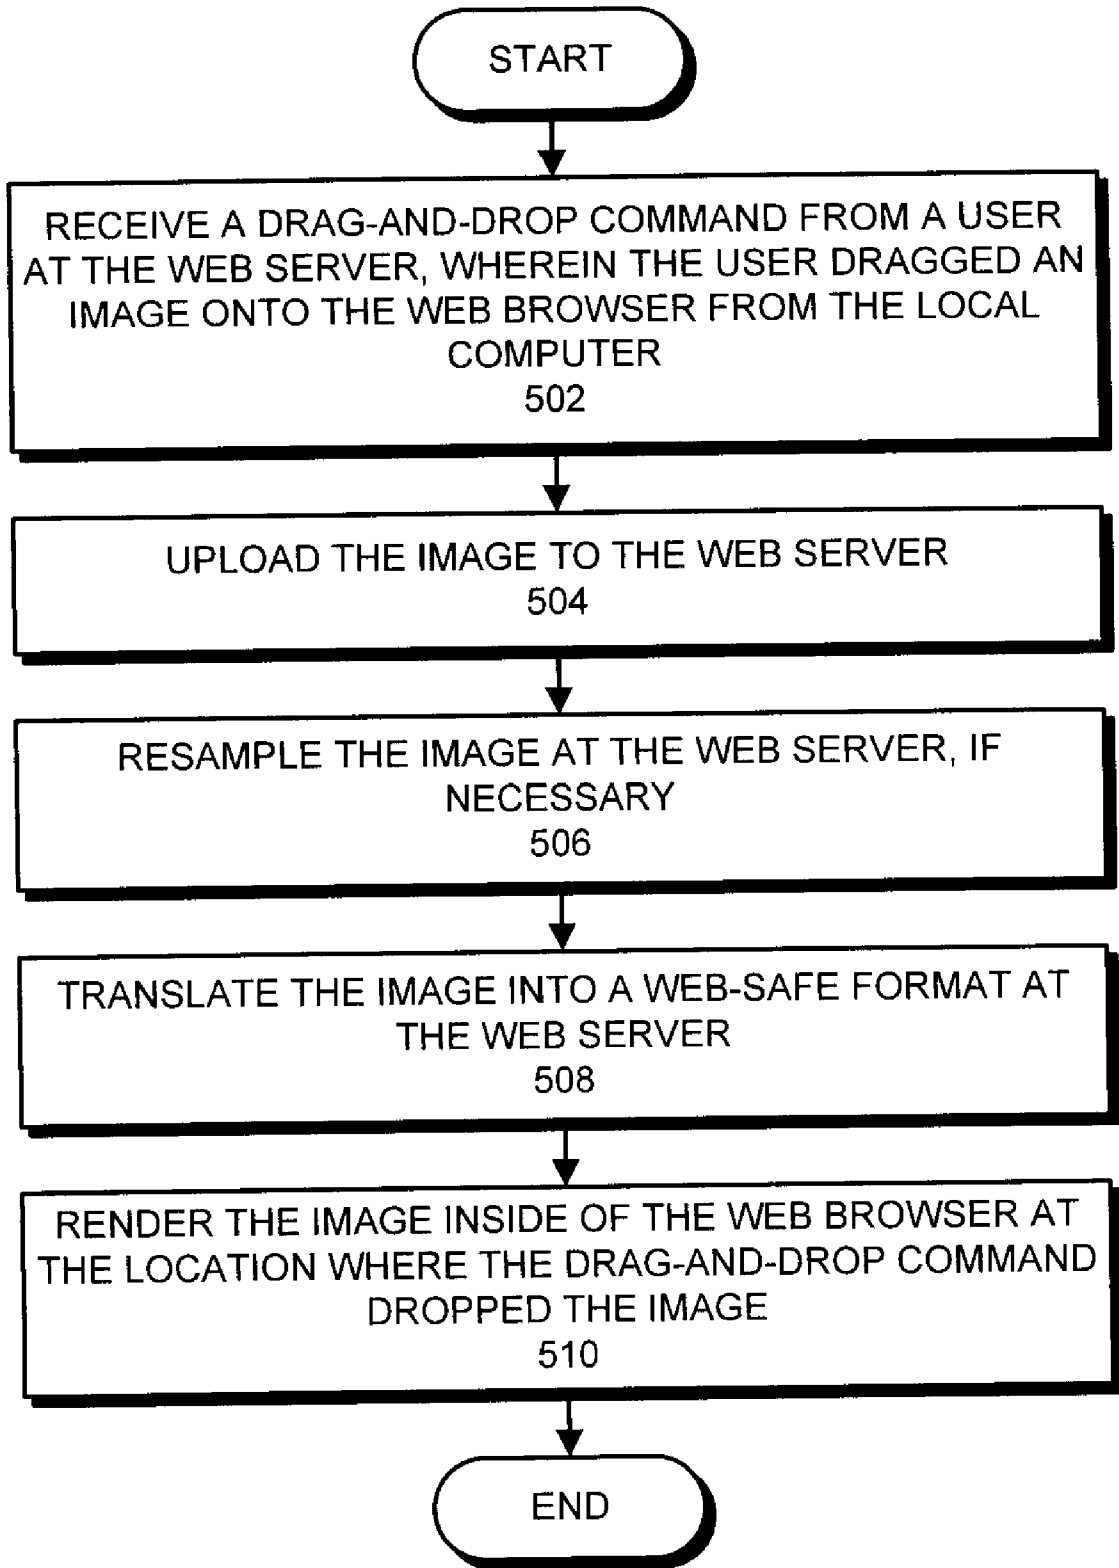 START
RECEIVE A DRAG-AND-DROP COMMAND FROM A USER
AT THE WEB SERVER, WHEREIN THE USER DRAGGED AN
IMAGE ONTO THE WEB BROWSER FROM THE LOCAL
COMPUTER
502
UPLOAD THE IMAGE TO THE WEB SERVER
504
RESAMPLE THE IMAGE AT THE WEB SERVER, IF
NECESSARY
506
TRANSLATE THE IMAGE INTO A WEB-SAFE FORMAT AT
THE WEB SERVER
508
RENDER THE IMAGE INSIDE OF THE WEB BROWSER AT
THE LOCATION WHERE THE DRAG-AND-DROP COMMAND
DROPPED THE IMAGE
510
END